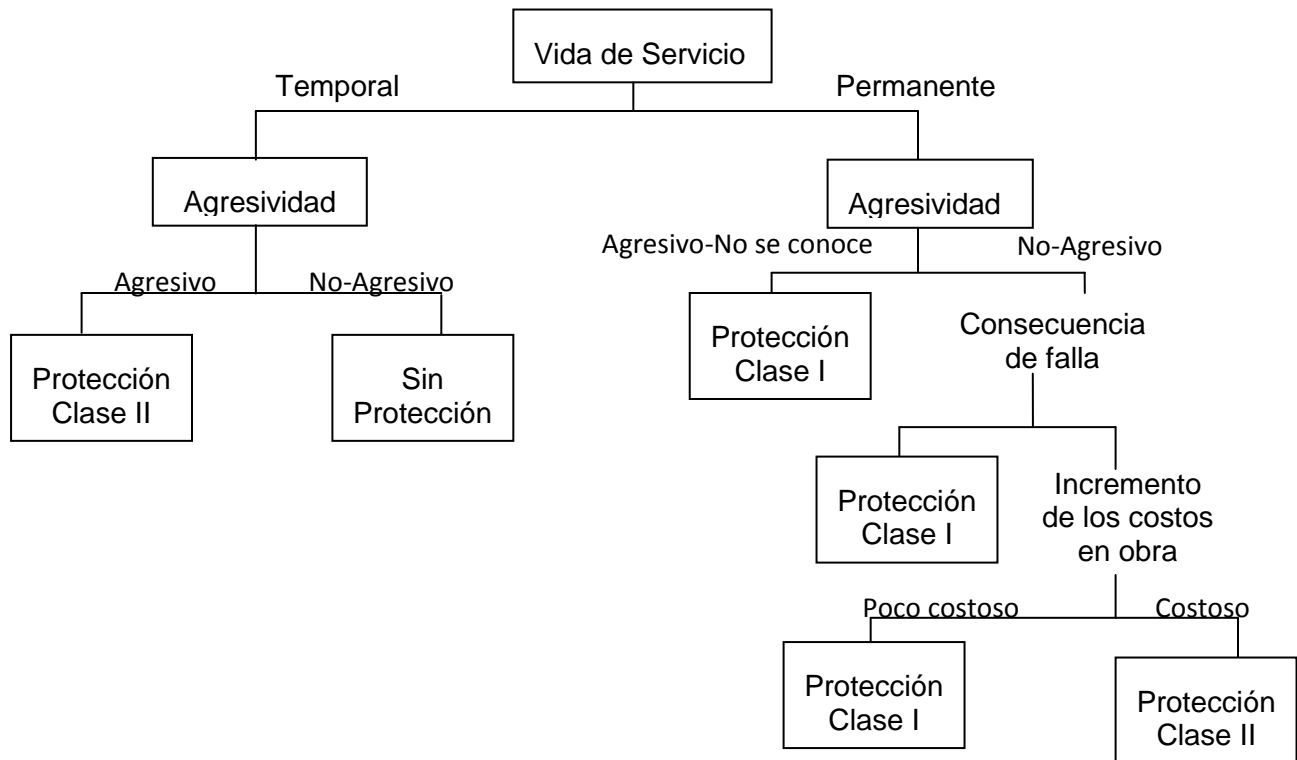 Vida de Servicio
Temporal
Permanente
Agresividad
Agresividad
Agresivo-No se conoce
No-Agresivo
Agresivo
No-Agresivo
Protección
Clase II
Sin
Protección
Protección
Clase I
Consecuencia
de falla
Protección
Clase I
Incremento
de los costos
en obra
Poco costoso
Costoso
Protección
Clase I
Protección
Clase II